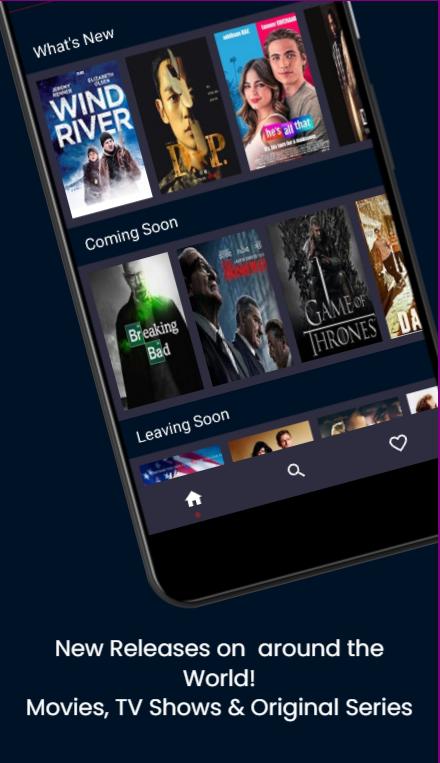 What's New
JEREMY RENNER
ELIZABETH OLSEN
WIND
RIVER
D.P.
he's all that
Coming Soon
Breaking
Bad
GAME OF
THRONES
DA
Leaving Soon
New Releases on  around the
World!
Movies, TV Shows & Original Series